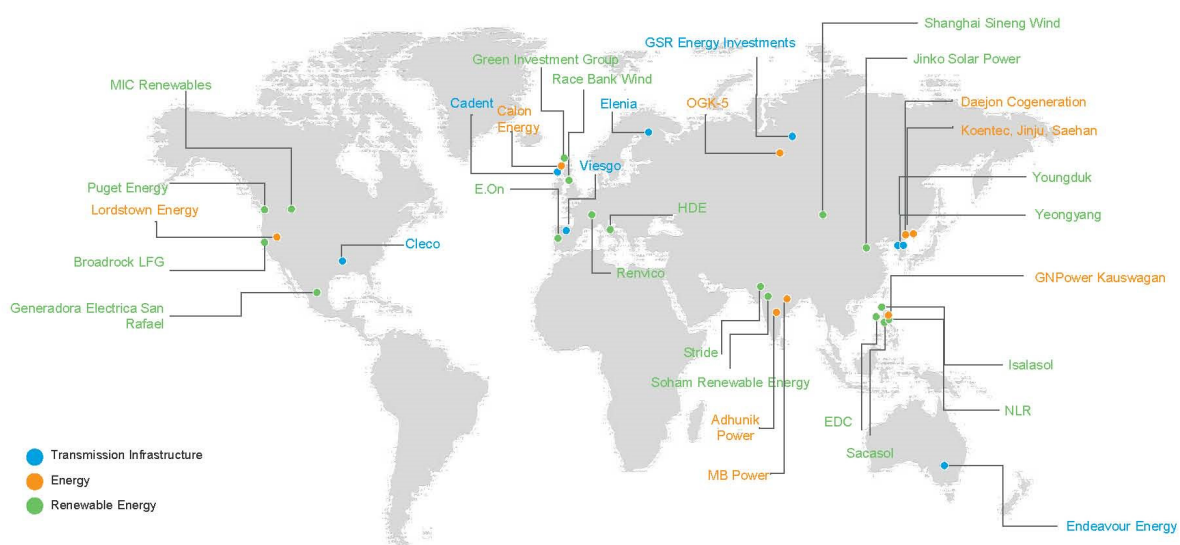 Shanghai Sineng Wind
GSR Energy Investments
Green Investment Group
Jinko Solar Power
Race Bank Wind
MIC Renewables
Cadent
Calon
Energy
Elenia
OGK-5
Daejon Cogeneration
Koentec, Jinju, Saehan
Viesgo
Youngduk
Puget Energy
E.On
Lordstown Energy
HDE
Yeongyang
Cleco
Broadrock LFG
Renvico
GNPower Kauswagan
Generadora Electrica San
Rafael
Stride
Isalasol
Soham Renewable Energy
NLR
Adhunik
Power
EDC
Sacasol
Transmission Infrastructure
MB Power
Energy
Renewable Energy
Endeavour Energy